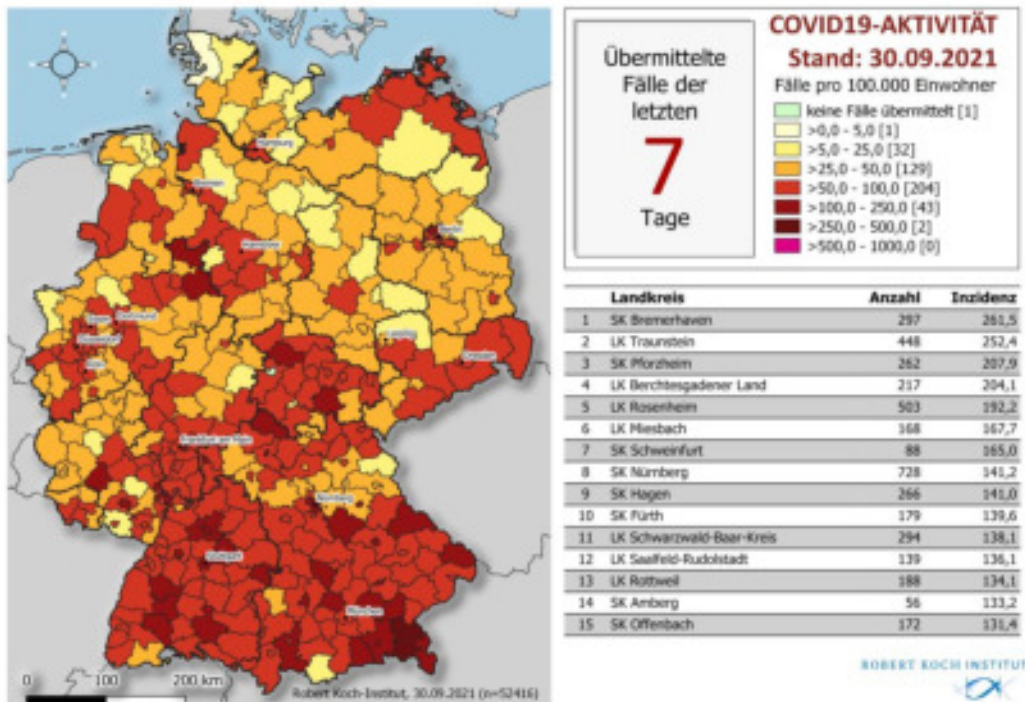 COVID19-AKTIVITÄT
Stand: 30.09.2021
Übermittelte
Fälle der
letzten
7
Tage
Fälle pro 100.000 Einwohner
keine Fälle übermittelt [1]
>0,0 - 5,0 [1]
>5,0 - 25,0 [32]
>25,0 - 50,0 [129]
>50,0 - 100,0 [204]
>100,0 - 250,0 [43]
>250,0 - 500,0 [2]
>500,0 - 1000,0 [0]
Landkreis Anzahl Inzidenz
1 SK Bremerhaven 297 261,5
2 LK Traunstein 448 252,4
3 SK Pforzheim 262 207,9
4 LK Berchtesgadener Land 217 204,1
5 LK Rosenheim 503 192,2
6 LK Miesbach 168 167,7
7 SK Schweinfurt 88 165,0
8 SK Nürnberg 728 141,2
9 SK Hagen 266 141,0
10 SK Fürth 179 139,6
11 LK Schwarzwald-Baar-Kreis 294 138,1
12 LK Saalfeld-Rudolstadt 139 136,1
13 LK Rottweil 188 134,1
14 SK Amberg 56 133,2
15 SK Offenbach 172 131,4
Hamburg
Bremen
Berlin
Hannover
Essen Dortmund
Düsseldorf
Leipzig
Dresden
Köln
Frankfurt am Main
Nürnberg
Stuttgart
München
0 100 200 km
Robert Koch-Institut, 30.09.2021 (n=52416)
ROBERT KOCH INSTITUT